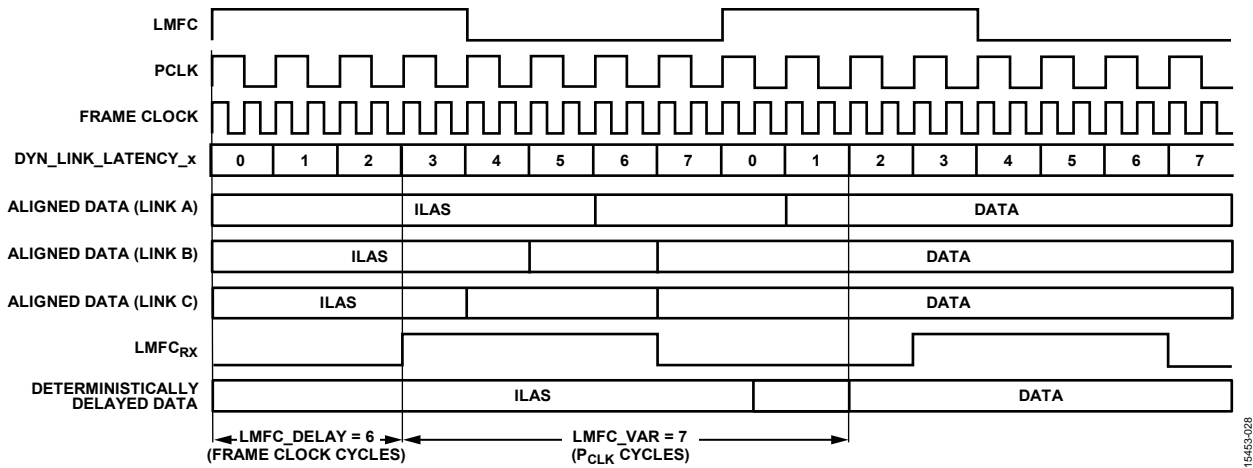 LMFC
PCLK
FRAME CLOCK
DYN_LINK_LATENCY_x 0 1 2 3 4 5 6 7 0 1 2 3 4 5 6 7
ALIGNED DATA (LINK A) ILAS DATA
ALIGNED DATA (LINK B) ILAS DATA
ALIGNED DATA (LINK C) ILAS DATA
LMFCRX
DETERMINISTICALLY
DELAYED DATA ILAS DATA
LMFC_DELAY = 6
(FRAME CLOCK CYCLES)
LMFC_VAR = 7
(PCLK CYCLES)
15453-028